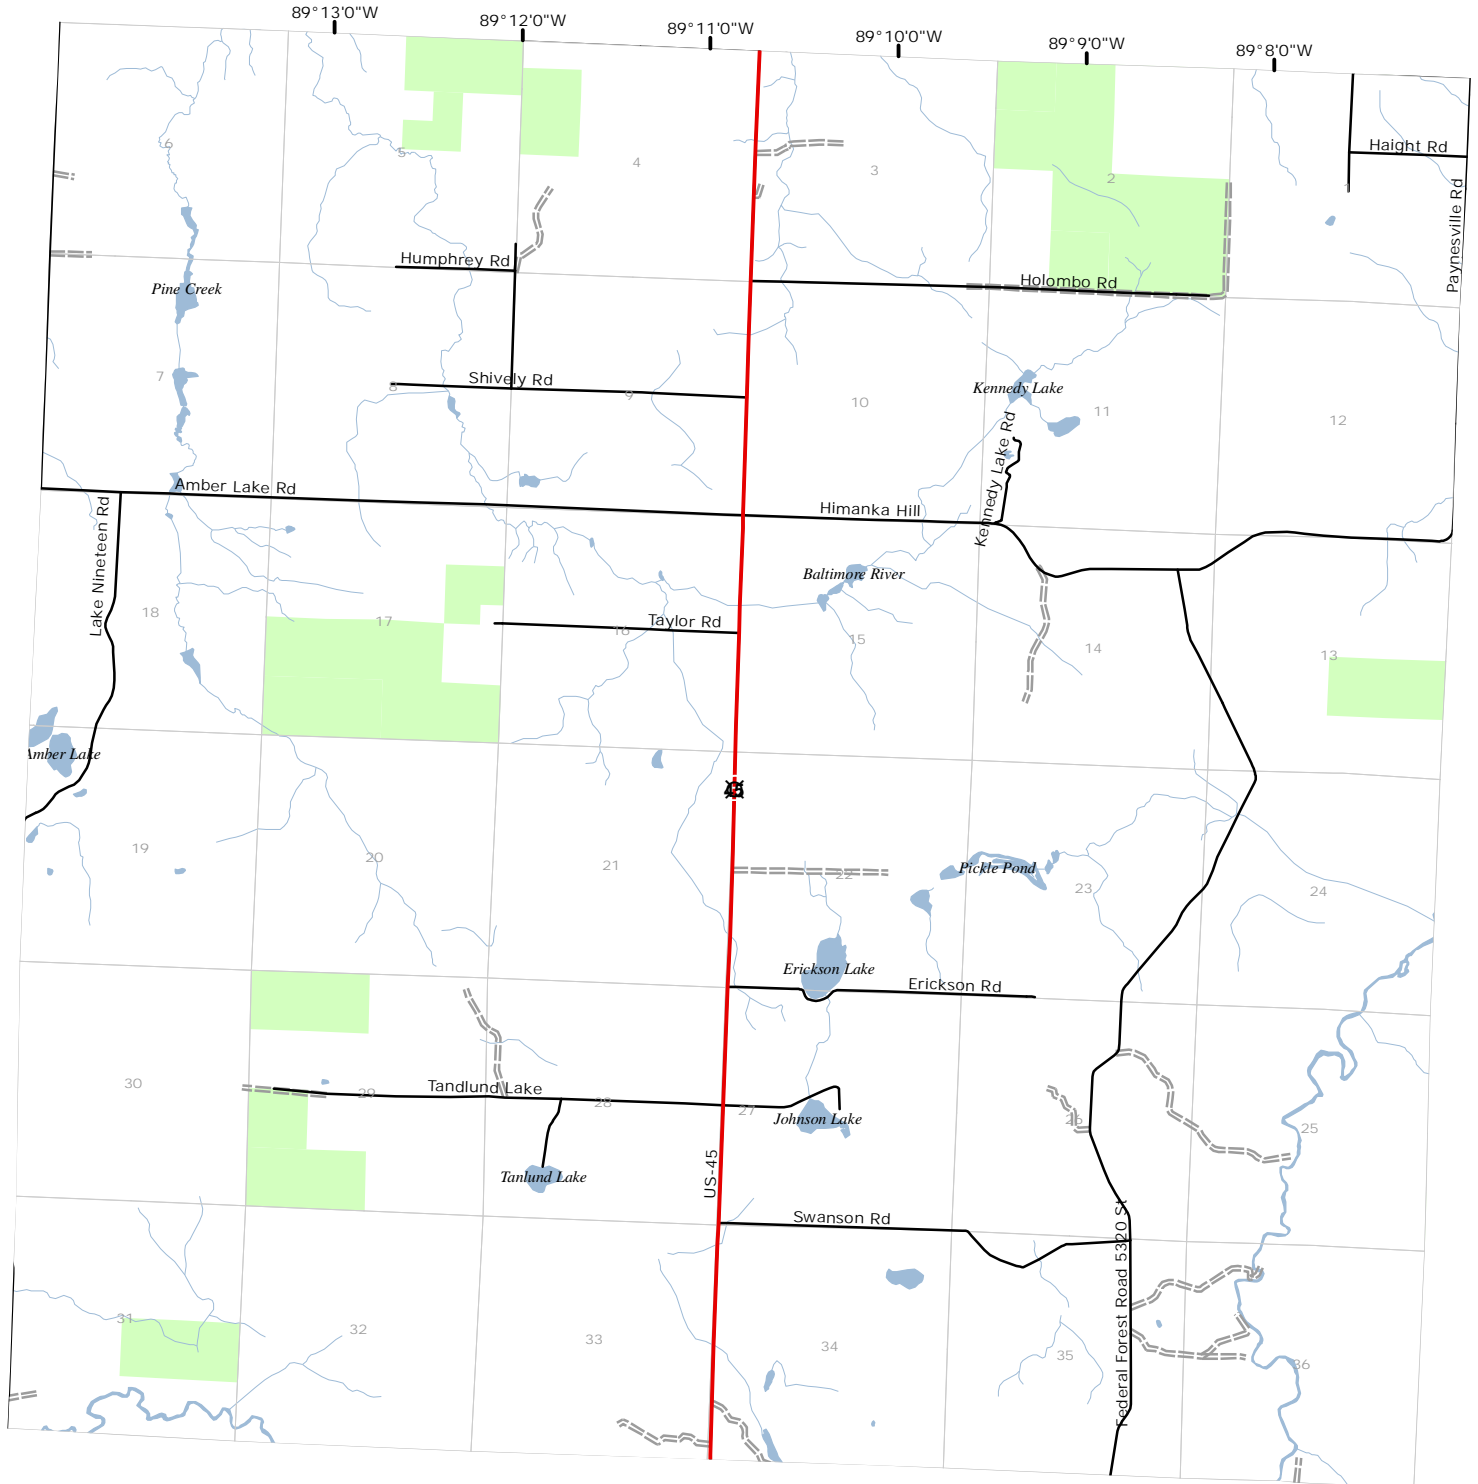 89°13'0"W
89°12'0"W
89°11'0"W
89°10'0"W
89°9'0"W
89°8'0"W
6
5
4
3
2
Haight Rd
Paynesville Rd
Humphrey Rd
Holombo Rd
Pine Creek
7
8
Shively Rd
9
10
Kennedy Lake
11
12
Kennedy Lake Rd
Amber Lake Rd
Himanka Hill
Lake Nineteen Rd
Baltimore River
18
17
16
Taylor Rd
15
14
13
Amber Lake
45
19
20
21
22
Pickle Pond
23
24
Erickson Lake
Erickson Rd
30
29
Tandlund Lake
28
27
Johnson Lake
26
25
US-45
Tanlund Lake
Swanson Rd
Federal Forest Road 5320 St
31
32
33
34
35
36